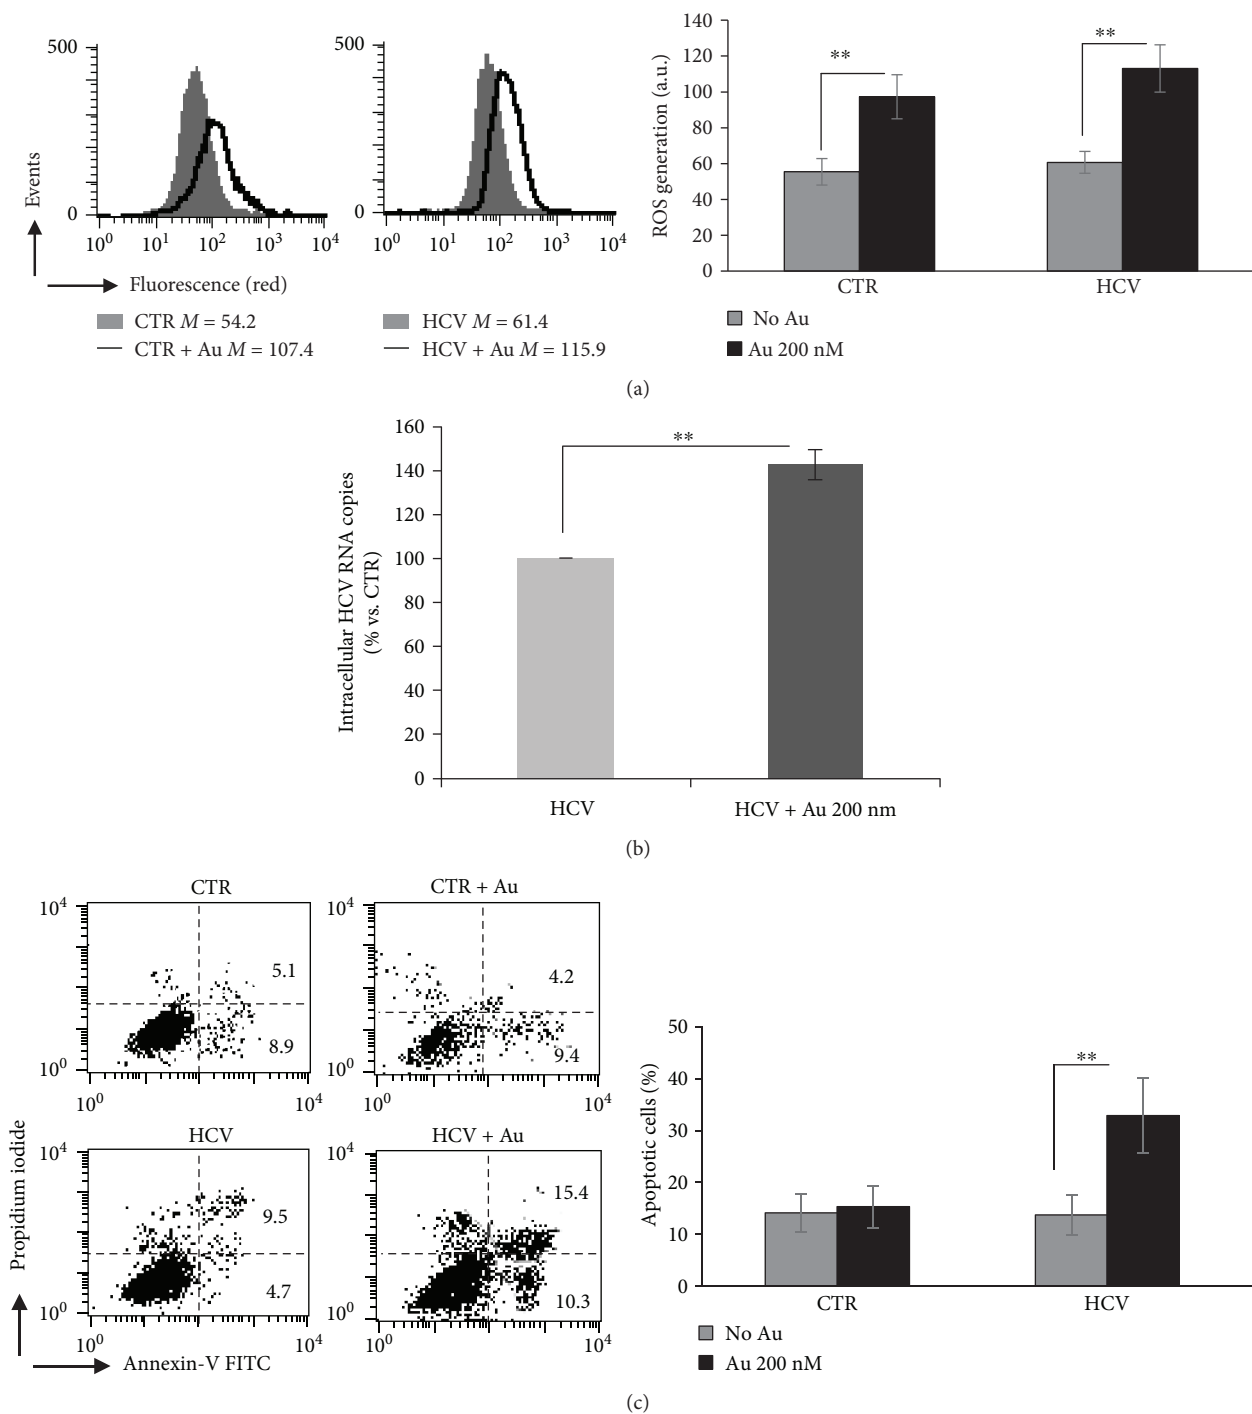 500
0
Events
10^0 10^1 10^2 10^3 10^4
Fluorescence (red)
CTR M = 54.2
CTR + Au M = 107.4
500
0
10^0 10^1 10^2 10^3 10^4
HCV M = 61.4
HCV + Au M = 115.9
140
120
100
80
60
40
20
0
ROS generation (a.u.)
**
**
CTR HCV
No Au
Au 200 nM
(a)
160
140
120
100
80
60
40
20
0
Intracellular HCV RNA copies
(% vs. CTR)
**
HCV HCV + Au 200 nm
(b)
CTR
10^4
5.1
8.9
10^0
10^0 10^4
CTR + Au
10^4
4.2
9.4
10^0
10^0 10^4
HCV
10^4
9.5
4.7
10^0
10^0 10^4
HCV + Au
10^4
15.4
10.3
10^0
10^0 10^4
Propidium iodide
Annexin-V FITC
50
40
30
20
10
0
Apoptotic cells (%)
**
CTR HCV
No Au
Au 200 nM
(c)